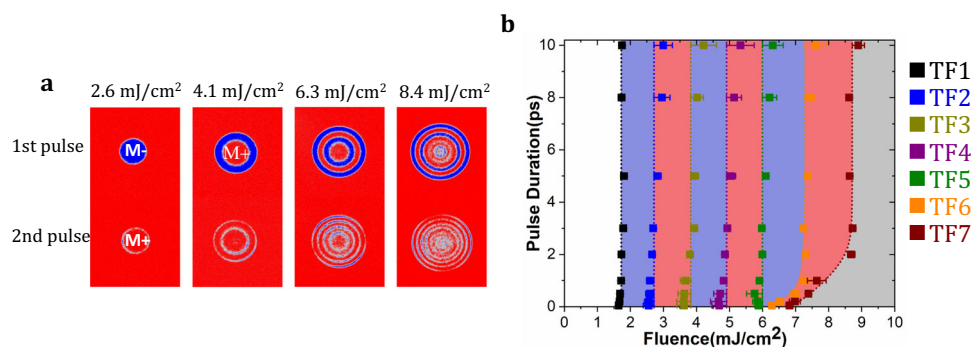 a
2.6 mJ/cm² 4.1 mJ/cm² 6.3 mJ/cm² 8.4 mJ/cm²
1st pulse
M-
M+
2nd pulse
M+
b
Pulse Duration(ps)
10
8
6
4
2
0
0 1 2 3 4 5 6 7 8 9 10
Fluence(mJ/cm²)
TF1
TF2
TF3
TF4
TF5
TF6
TF7